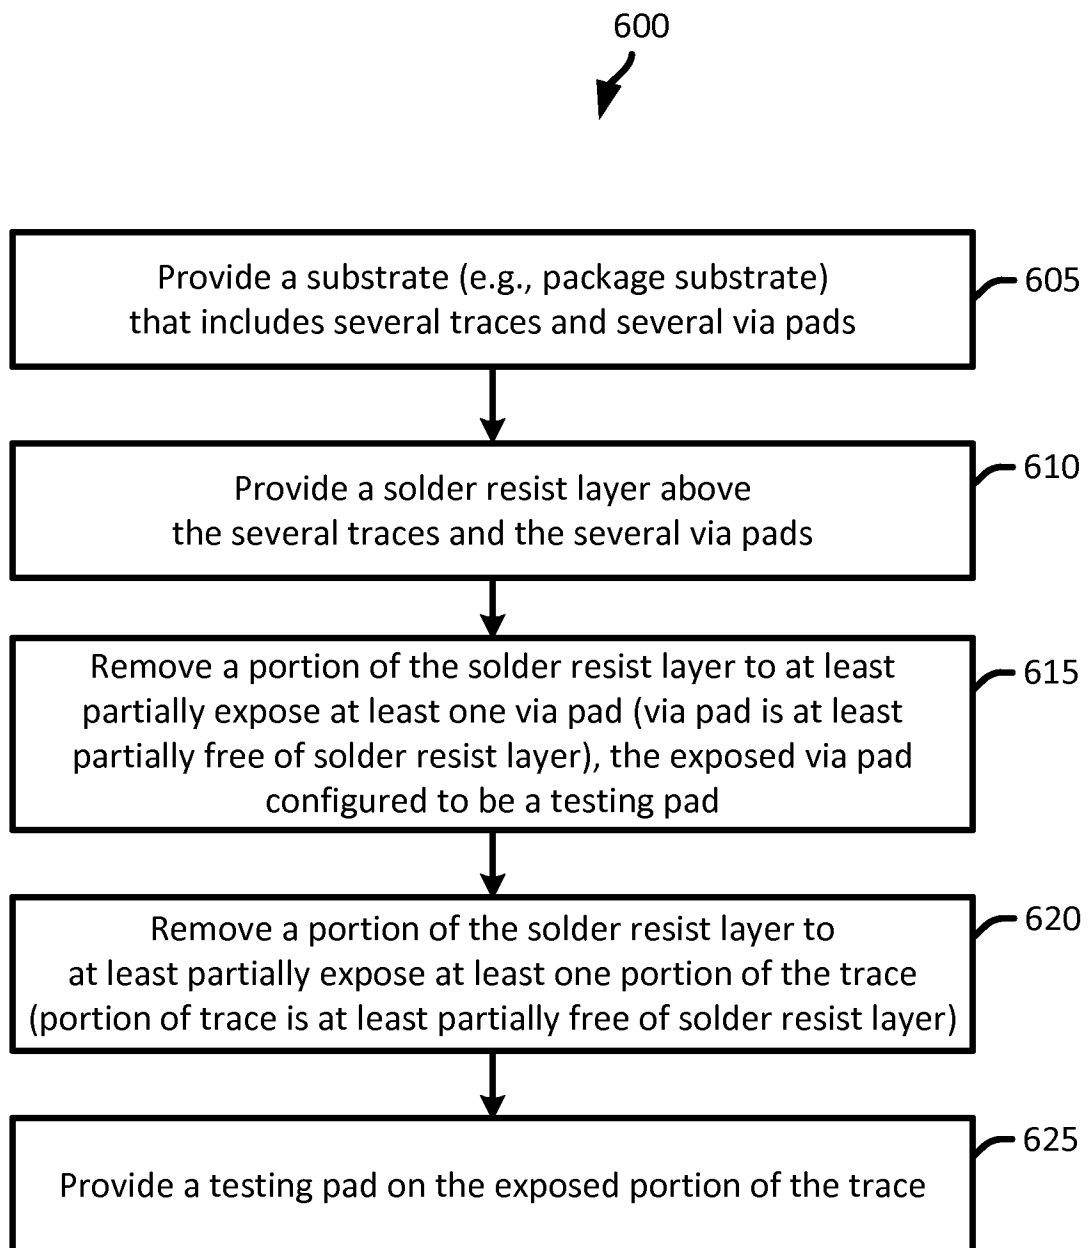 600
Provide a substrate (e.g., package substrate)
that includes several traces and several via pads
605
Provide a solder resist layer above
the several traces and the several via pads
610
Remove a portion of the solder resist layer to at least
partially expose at least one via pad (via pad is at least
partially free of solder resist layer), the exposed via pad
configured to be a testing pad
615
Remove a portion of the solder resist layer to
at least partially expose at least one portion of the trace
(portion of trace is at least partially free of solder resist layer)
620
Provide a testing pad on the exposed portion of the trace
625